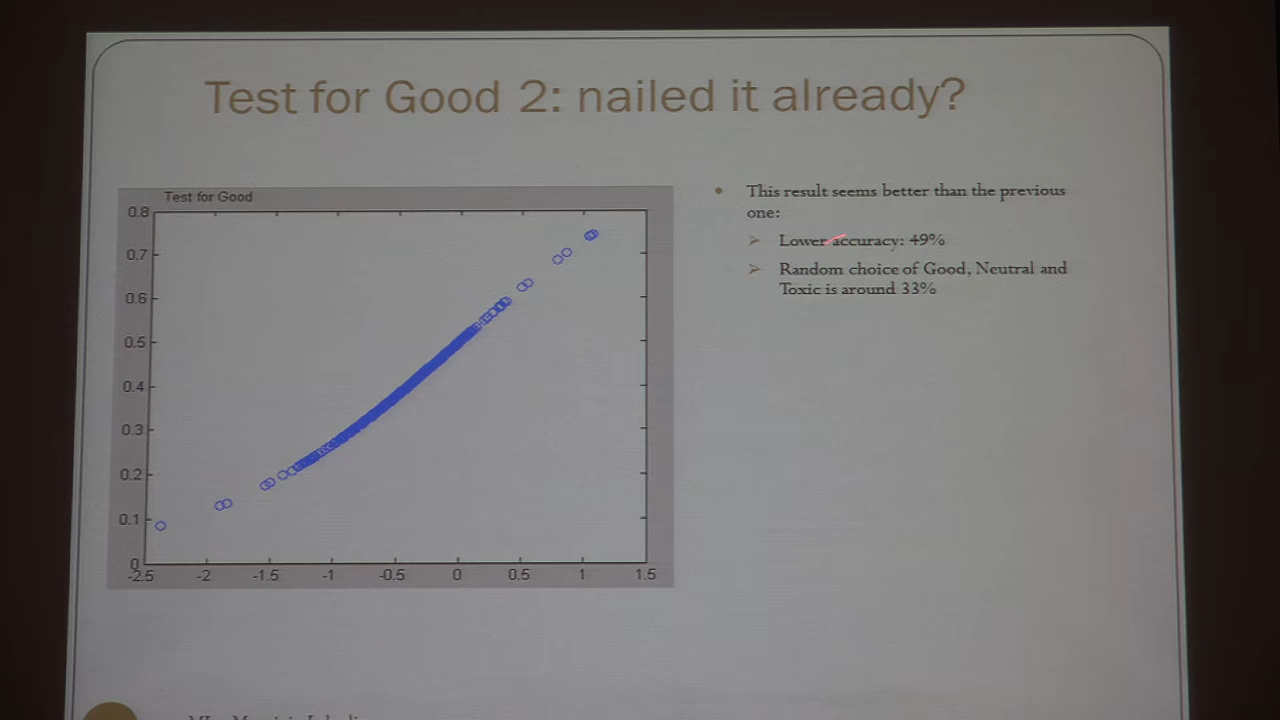 Test for Good 2: nailed it already?
Test for Good
0.8
0.7
0.6
0.5
0.4
0.3
0.2
0.1
0
-2.5 -2 -1.5 -1 -0.5 0 0.5 1 1.5
• This result seems better than the previous
one:
➢ Lower accuracy: 49%
➢ Random choice of Good, Neutral and
Toxic is around 33%